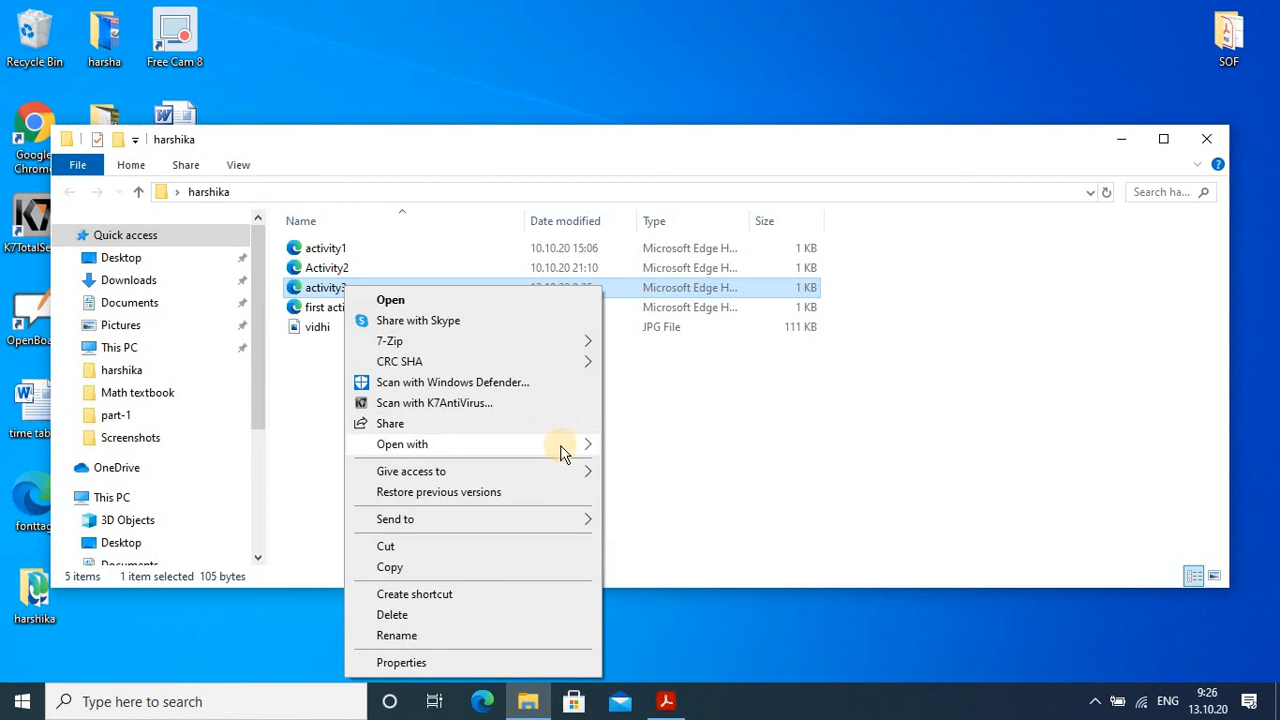 Recycle Bin
harsha
Free Cam 8
SOF
Google
Chrome
K7TotalSe
OpenBoa
time tab
fonttag
harshika
harshika
File
Home
Share
View
harshika
Search ha...
Quick access
Desktop
Downloads
Documents
Pictures
This PC
harshika
Math textbook
part-1
Screenshots
OneDrive
This PC
3D Objects
Desktop
Documents
Name
Date modified
Type
Size
activity1
10.10.20 15:06
Microsoft Edge H...
1 KB
Activity2
10.10.20 21:10
Microsoft Edge H...
1 KB
activity3
Microsoft Edge H...
1 KB
first acti
Microsoft Edge H...
1 KB
vidhi
JPG File
111 KB
Open
Share with Skype
7-Zip
CRC SHA
Scan with Windows Defender...
Scan with K7AntiVirus...
Share
Open with
Give access to
Restore previous versions
Send to
Cut
Copy
Create shortcut
Delete
Rename
Properties
5 items
1 item selected 105 bytes
Type here to search
ENG
9:26
13.10.20